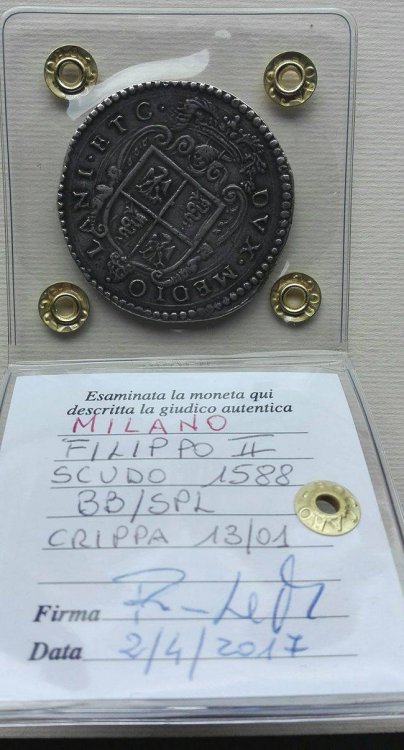 DVX · MEDIOLANI · ETC ·
Esaminata la moneta qui
descritta la giudico autentica
MILANO
FILIPPO II
SCUDO 1588
BB/SPL
CRIPPA 13/01
Firma
Data 2/4/2017